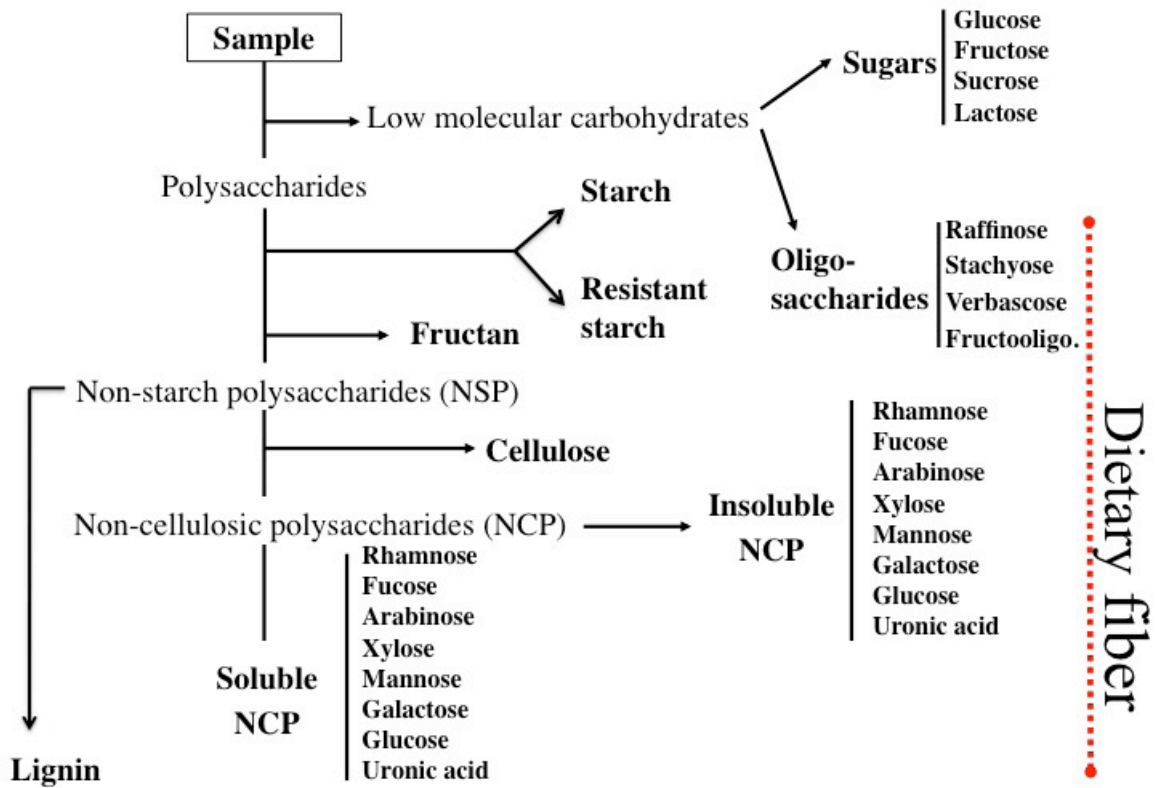 Sample
Low molecular carbohydrates
Sugars
Glucose
Fructose
Sucrose
Lactose
Polysaccharides
Starch
Resistant
starch
Oligo-
saccharides
Raffinose
Stachyose
Verbascose
Fructooligo.
Fructan
Non-starch polysaccharides (NSP)
Cellulose
Non-cellulosic polysaccharides (NCP)
Insoluble
NCP
Rhamnose
Fucose
Arabinose
Xylose
Mannose
Galactose
Glucose
Uronic acid
Soluble
NCP
Rhamnose
Fucose
Arabinose
Xylose
Mannose
Galactose
Glucose
Uronic acid
Lignin
Dietary fiber